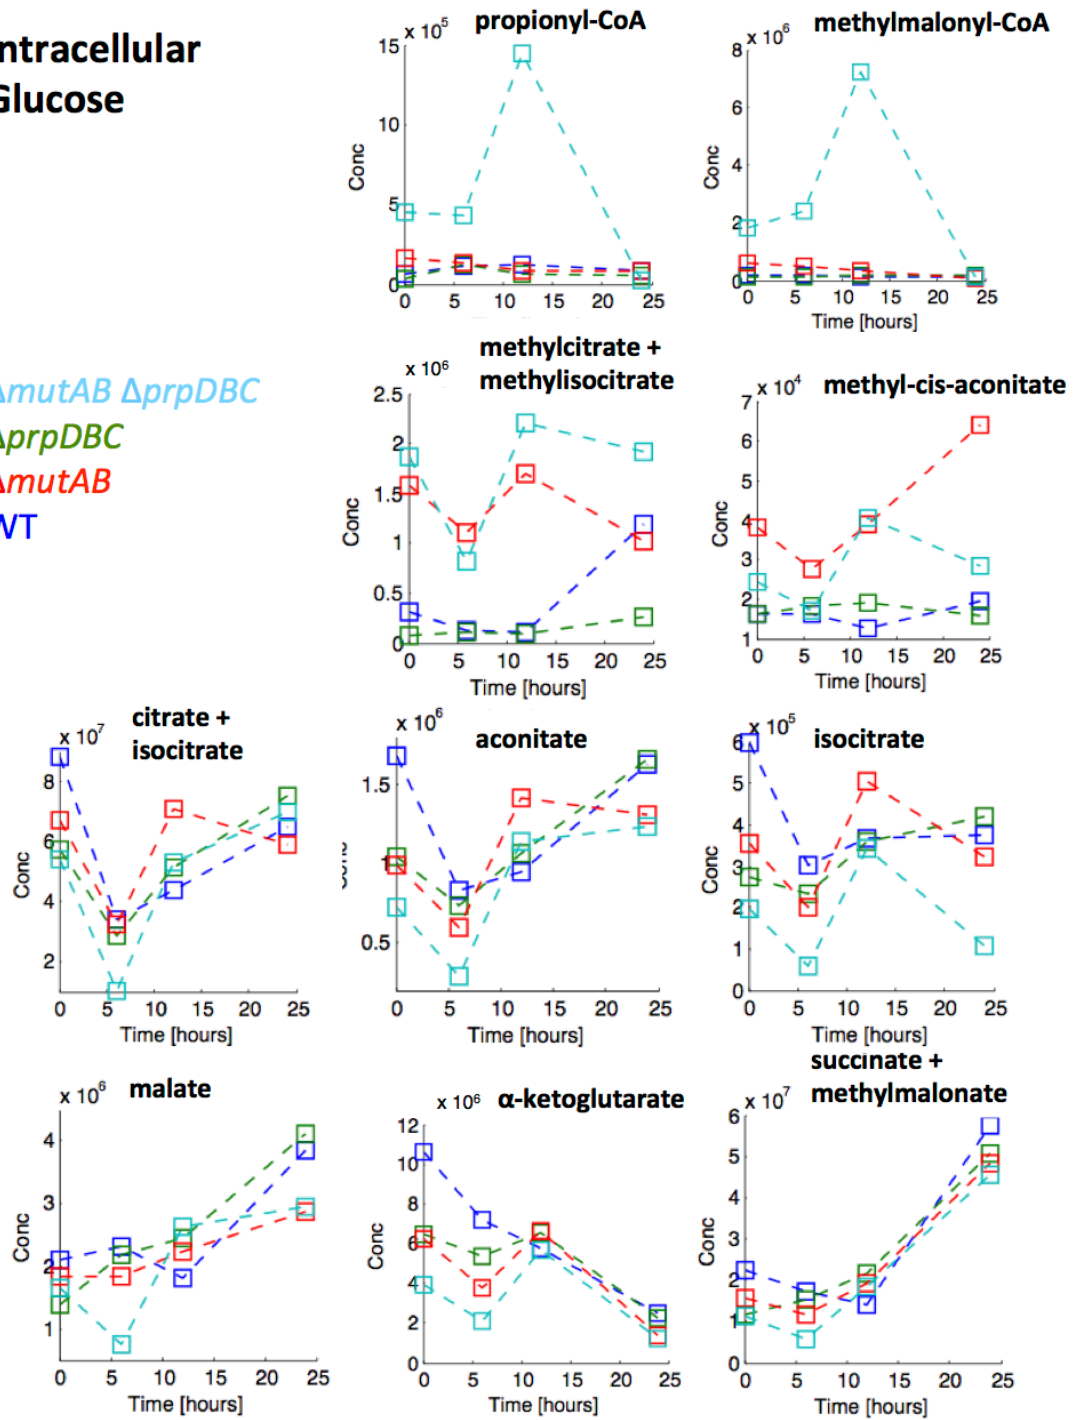 ntracellular
Glucose
ΔmutAB ΔprpDBC
ΔprpDBC
ΔmutAB
WT
propionyl-CoA
x 10^5
15
10
5
0
Conc
0 5 10 15 20 25
methylmalonyl-CoA
x 10^6
8
6
4
2
0
Conc
0 5 10 15 20 25
Time [hours]
methylcitrate +
methylisocitrate
x 10^6
2.5
2
1.5
1
0.5
0
Conc
0 5 10 15 20 25
Time [hours]
methyl-cis-aconitate
x 10^4
7
6
5
4
3
2
1
Conc
0 5 10 15 20 25
Time [hours]
citrate +
isocitrate
x 10^7
8
6
4
2
Conc
0 5 10 15 20 25
Time [hours]
aconitate
x 10^6
1.5
1
0.5
Conc
0 5 10 15 20 25
Time [hours]
isocitrate
x 10^5
6
5
4
3
2
1
0
Conc
0 5 10 15 20 25
Time [hours]
malate
x 10^6
4
3
2
1
Conc
0 5 10 15 20 25
Time [hours]
α-ketoglutarate
x 10^6
12
10
8
6
4
2
0
Conc
0 5 10 15 20 25
Time [hours]
succinate +
methylmalonate
x 10^7
6
5
4
3
2
1
0
Conc
0 5 10 15 20 25
Time [hours]